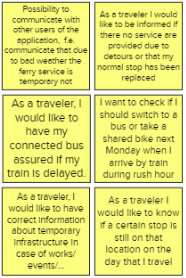 Possibility to
communicate with
other users of the
application, f.e.
communicate that due
to bad weather the
ferry service is
temporary not
As a traveler I would
like to be informed if
there no service are
provided due to
detours or that my
normal stop has been
replaced
As a traveler, I
would like to
have my
connected bus
assured if my
train is delayed.
I want to check if I
should switch to a
bus or take a
shared bike next
Monday when I
arrive by train
during rush hour
As a traveler, I
would like to have
correct information
about temporary
infrastructure in
case of works/
events/...
As a traveler I
would like to know
if a certain stop is
still on that
location on the
day that I travel